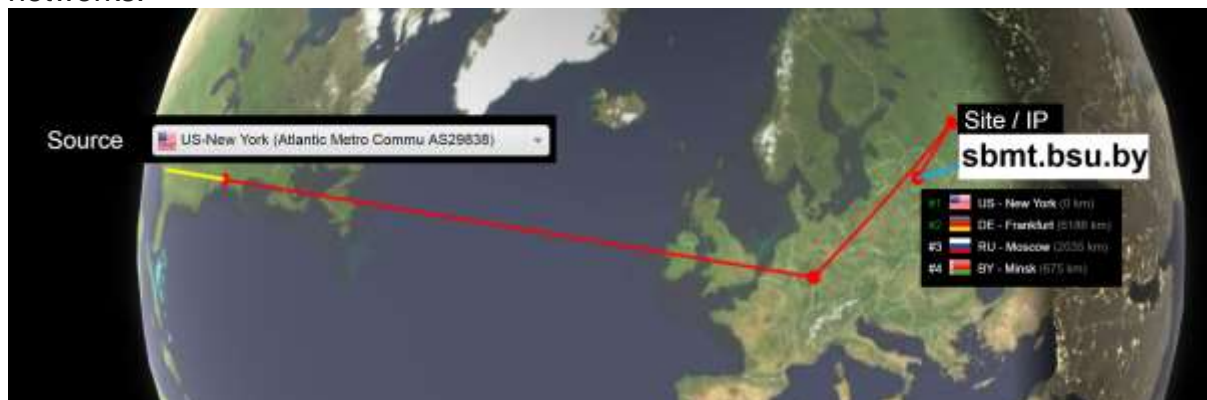 networks.
Source
US-New York (Atlantic Metro Commu AS29838)
Site / IP
sbmt.bsu.by
#1 US - New York (0 km)
#2 DE - Frankfurt (6188 km)
#3 RU - Moscow (2035 km)
#4 BY - Minsk (675 km)